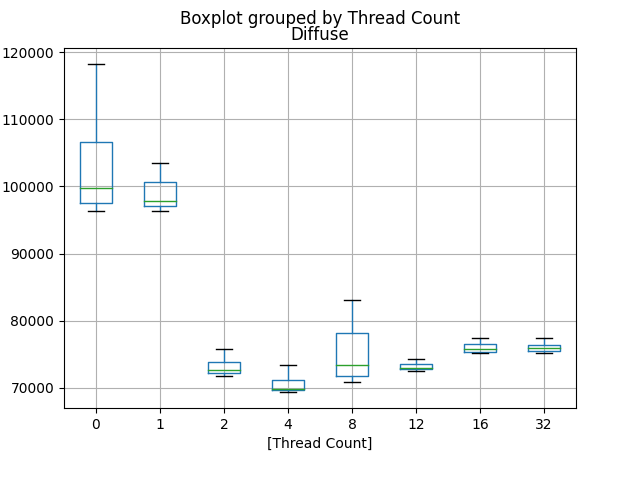 Boxplot grouped by Thread Count
Diffuse
120000
110000
100000
90000
80000
70000
0 1 2 4 8 12 16 32
[Thread Count]